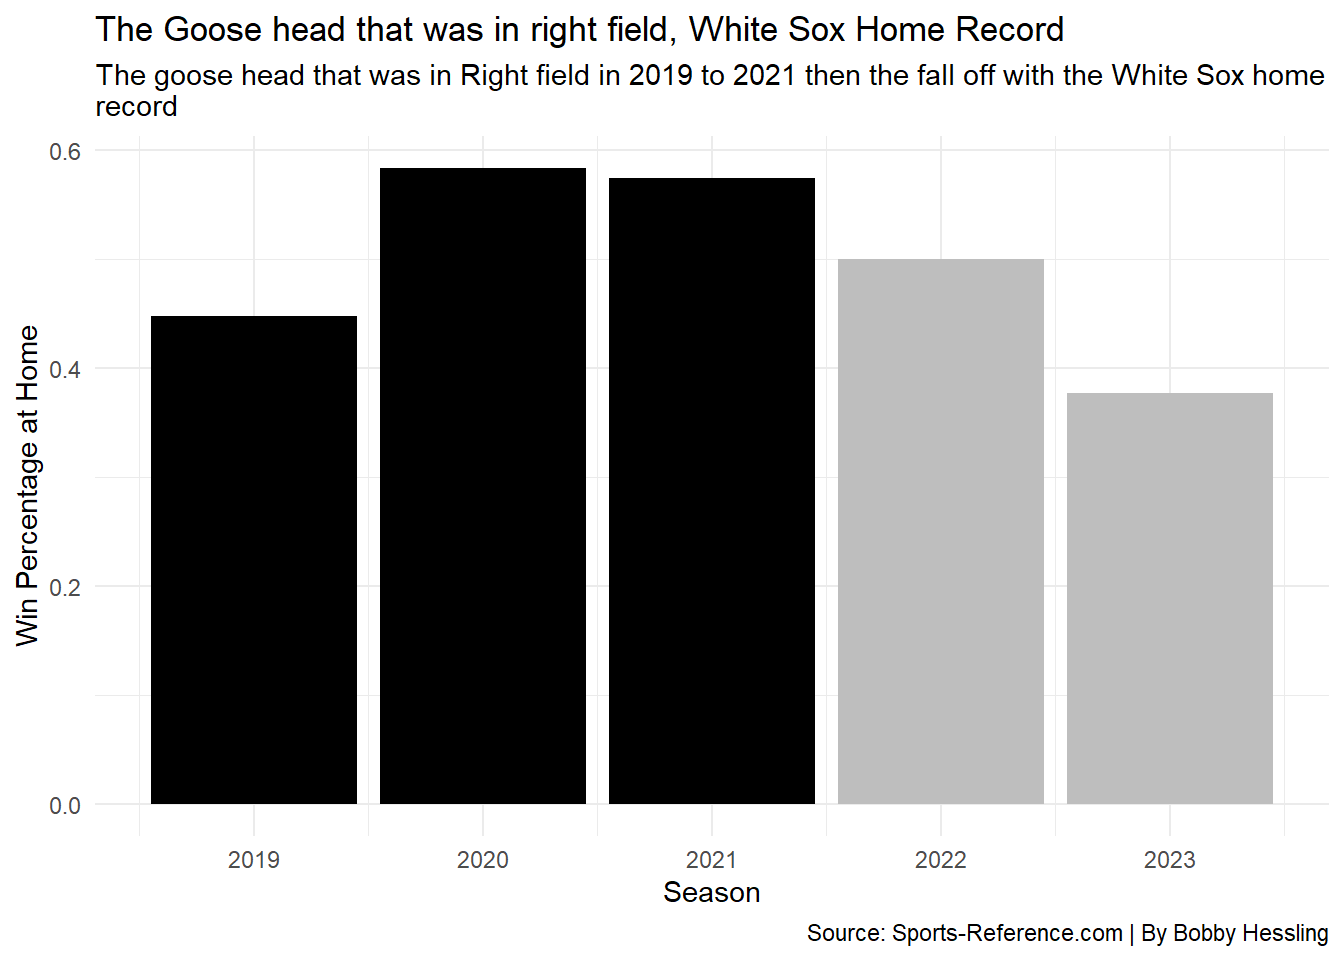 The Goose head that was in right field, White Sox Home Record
The goose head that was in Right field in 2019 to 2021 then the fall off with the White Sox home
record
0.6
0.4
0.2
0.0
Win Percentage at Home
2019 2020 2021 2022 2023
Season
Source: Sports-Reference.com | By Bobby Hessling